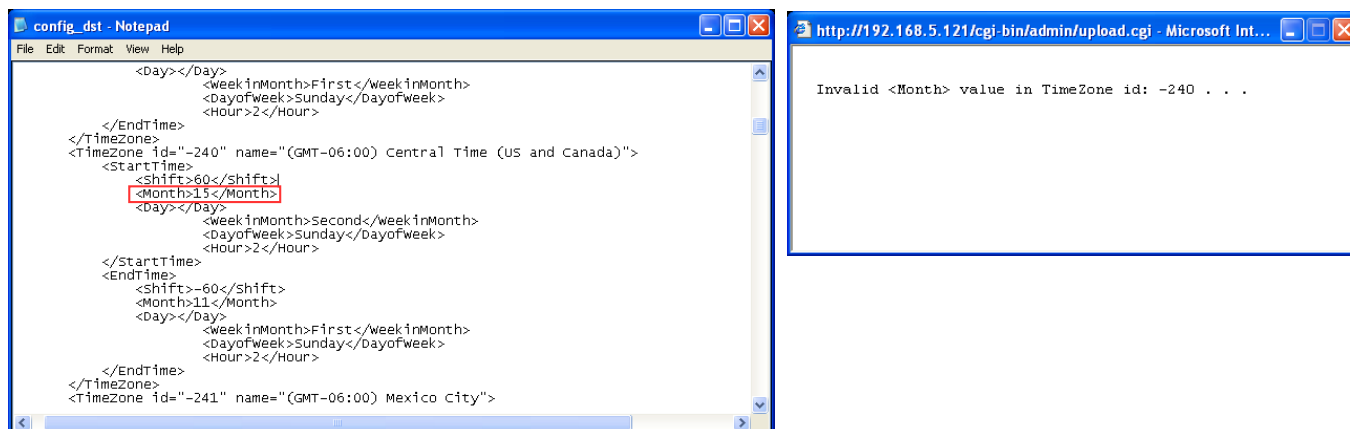 config_dst - Notepad
File Edit Format View Help
<Day></Day>
<WeekinMonth>First</WeekinMonth>
<DayofWeek>Sunday</DayofWeek>
<Hour>2</Hour>
</EndTime>
</TimeZone>
<TimeZone id="-240" name="(GMT-06:00) Central Time (US and Canada)">
<StartTime>
<Shift>60</Shift>
<Month>15</Month>
<Day></Day>
<WeekinMonth>Second</WeekinMonth>
<DayofWeek>Sunday</DayofWeek>
<Hour>2</Hour>
</StartTime>
<EndTime>
<Shift>-60</Shift>
<Month>11</Month>
<Day></Day>
<WeekinMonth>First</WeekinMonth>
<DayofWeek>Sunday</DayofWeek>
<Hour>2</Hour>
</EndTime>
</TimeZone>
<TimeZone id="-241" name="(GMT-06:00) Mexico City">
http://192.168.5.121/cgi-bin/admin/upload.cgi - Microsoft Int...
Invalid <Month> value in TimeZone id: -240 . . .